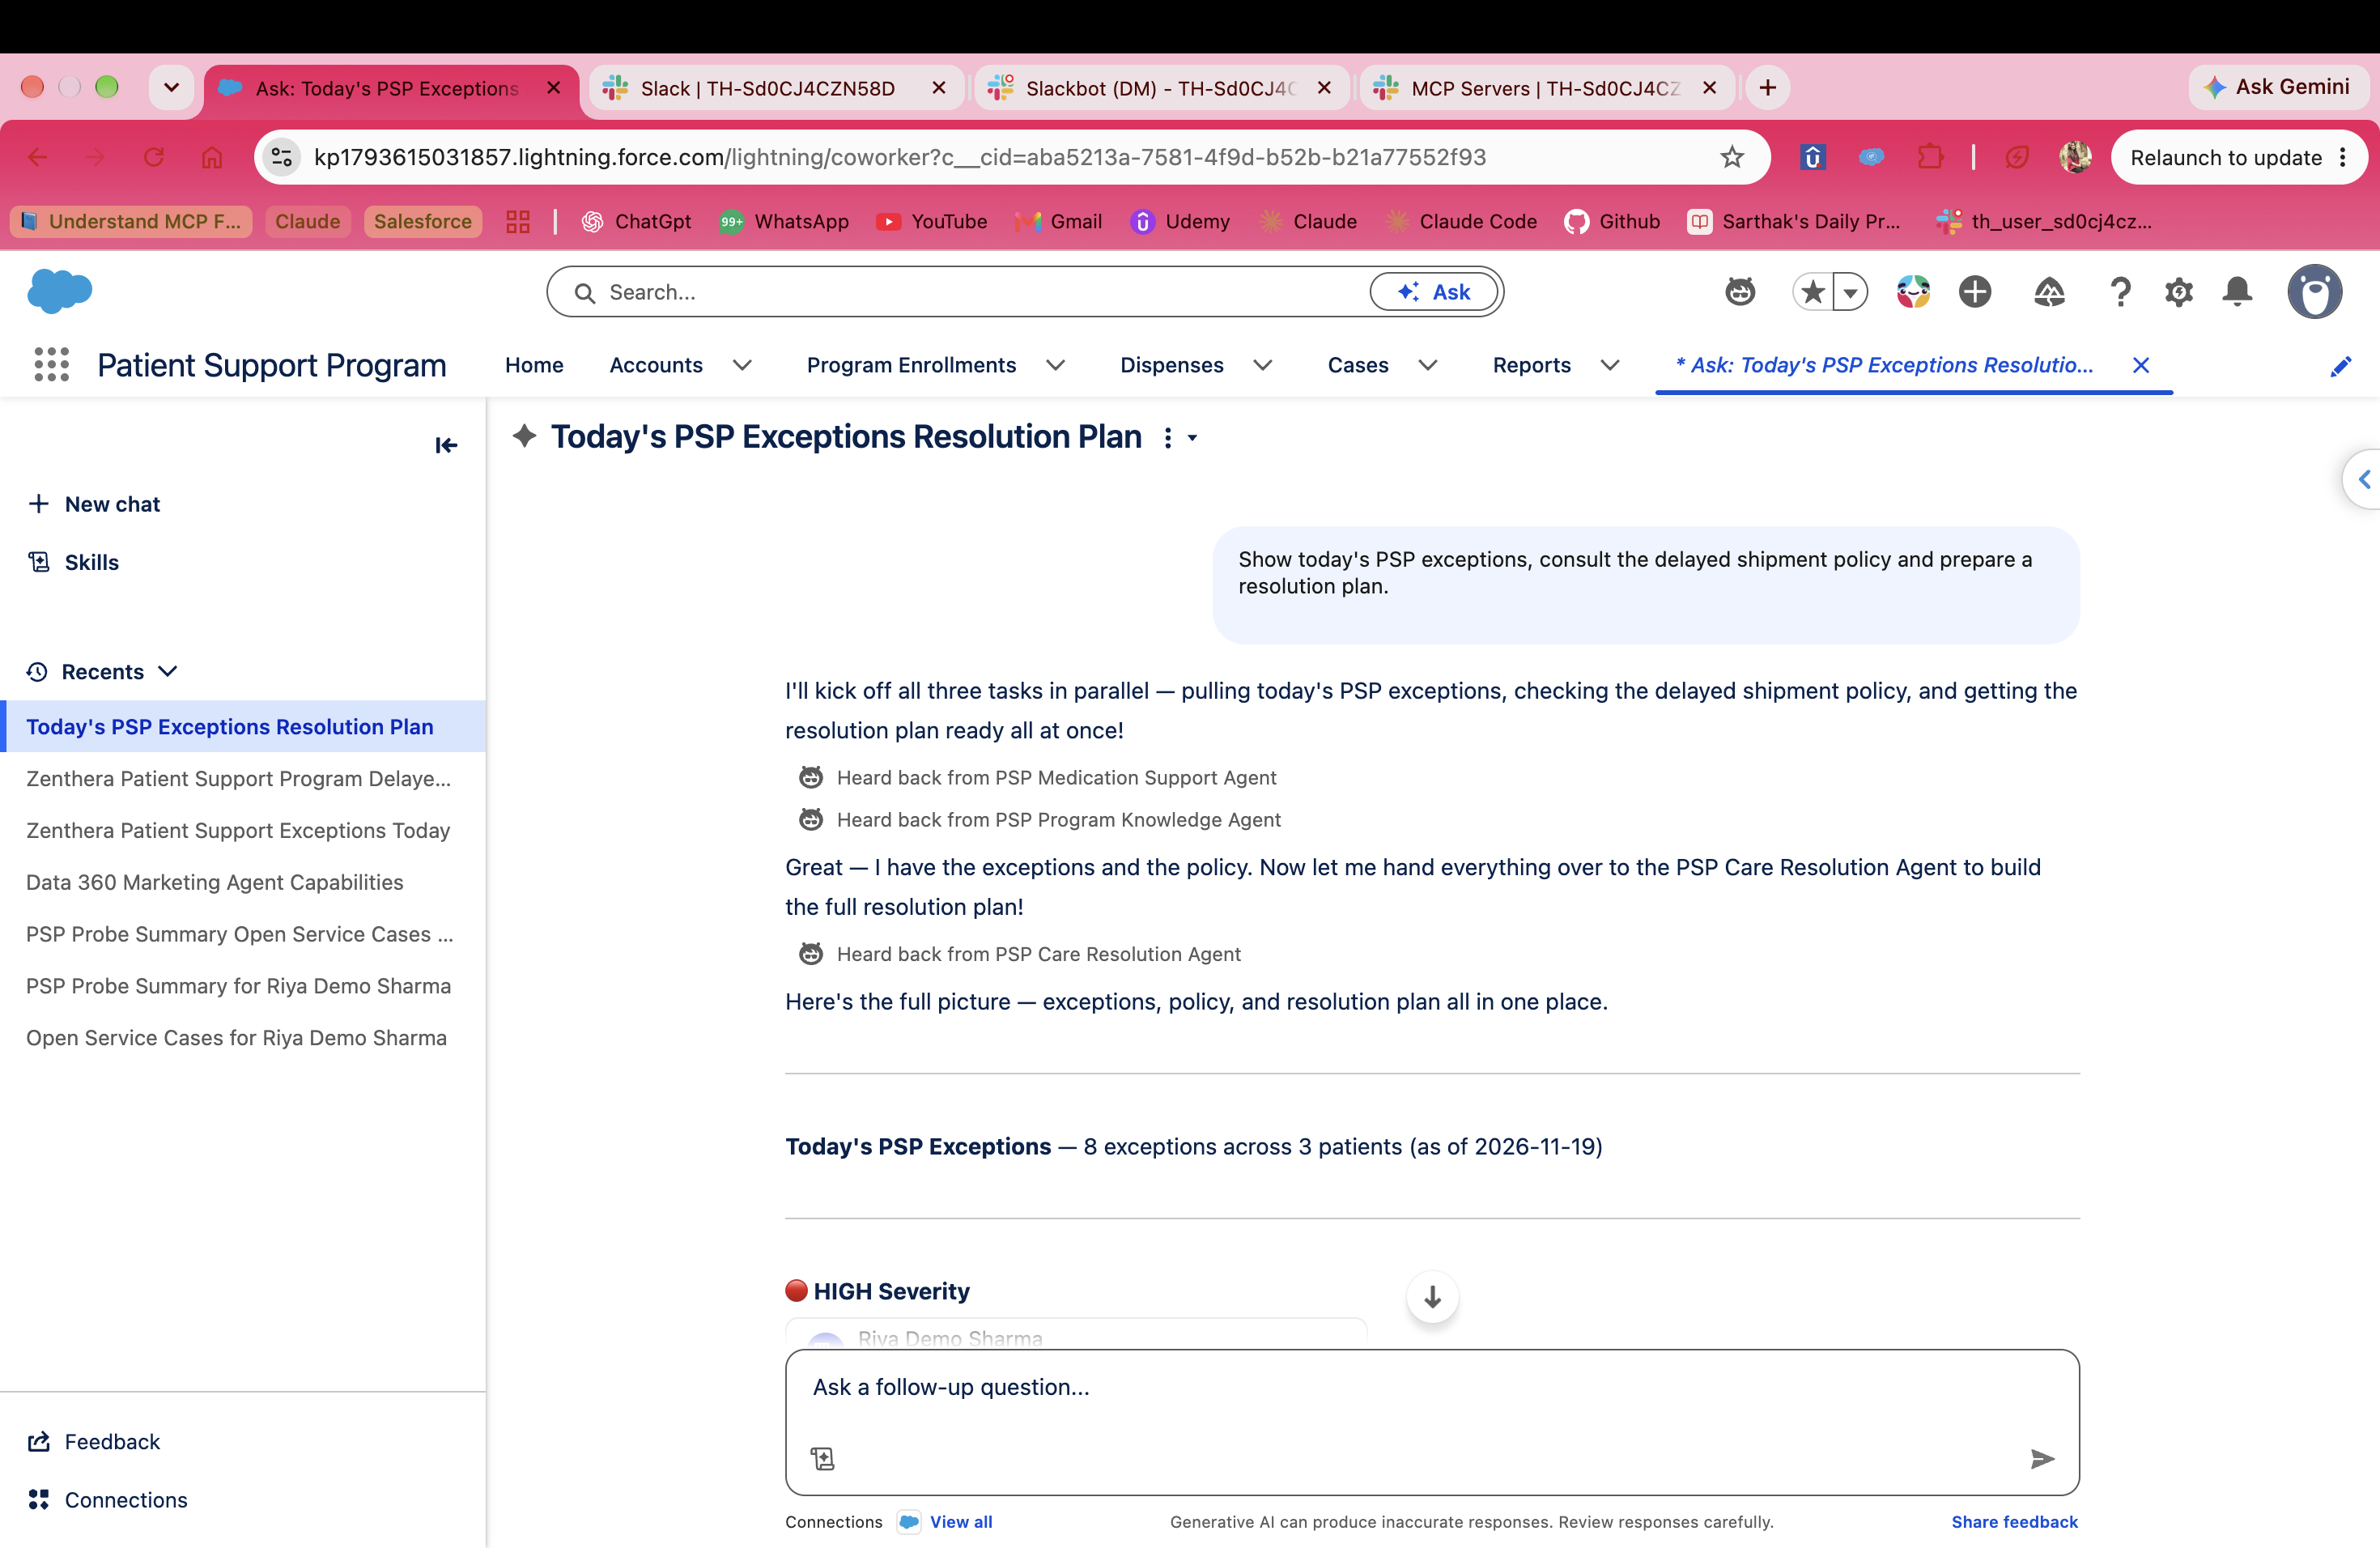 Ask: Today's PSP Exceptions
Slack | TH-Sd0CJ4CZN58D
Slackbot (DM) - TH-Sd0CJ4C
MCP Servers | TH-Sd0CJ4CZ
Ask Gemini
kp1793615031857.lightning.force.com/lightning/coworker?c__cid=aba5213a-7581-4f9d-b52b-b21a77552f93
Relaunch to update
Understand MCP F...
Claude
Salesforce
ChatGpt
99+
WhatsApp
YouTube
Gmail
Udemy
Claude
Claude Code
Github
Sarthak's Daily Pr...
th_user_sd0cj4cz...
Search...
Ask
Patient Support Program
Home
Accounts
Program Enrollments
Dispenses
Cases
Reports
* Ask: Today's PSP Exceptions Resolutio...
New chat
Skills
Recents
Today's PSP Exceptions Resolution Plan
Zenthera Patient Support Program Delaye...
Zenthera Patient Support Exceptions Today
Data 360 Marketing Agent Capabilities
PSP Probe Summary Open Service Cases ...
PSP Probe Summary for Riya Demo Sharma
Open Service Cases for Riya Demo Sharma
Feedback
Connections
Today's PSP Exceptions Resolution Plan
Show today's PSP exceptions, consult the delayed shipment policy and prepare a
resolution plan.
I'll kick off all three tasks in parallel — pulling today's PSP exceptions, checking the delayed shipment policy, and getting the
resolution plan ready all at once!
Heard back from PSP Medication Support Agent
Heard back from PSP Program Knowledge Agent
Great — I have the exceptions and the policy. Now let me hand everything over to the PSP Care Resolution Agent to build
the full resolution plan!
Heard back from PSP Care Resolution Agent
Here's the full picture — exceptions, policy, and resolution plan all in one place.
Today's PSP Exceptions — 8 exceptions across 3 patients (as of 2026-11-19)
HIGH Severity
Riya Demo Sharma
Ask a follow-up question...
Connections
View all
Generative AI can produce inaccurate responses. Review responses carefully.
Share feedback